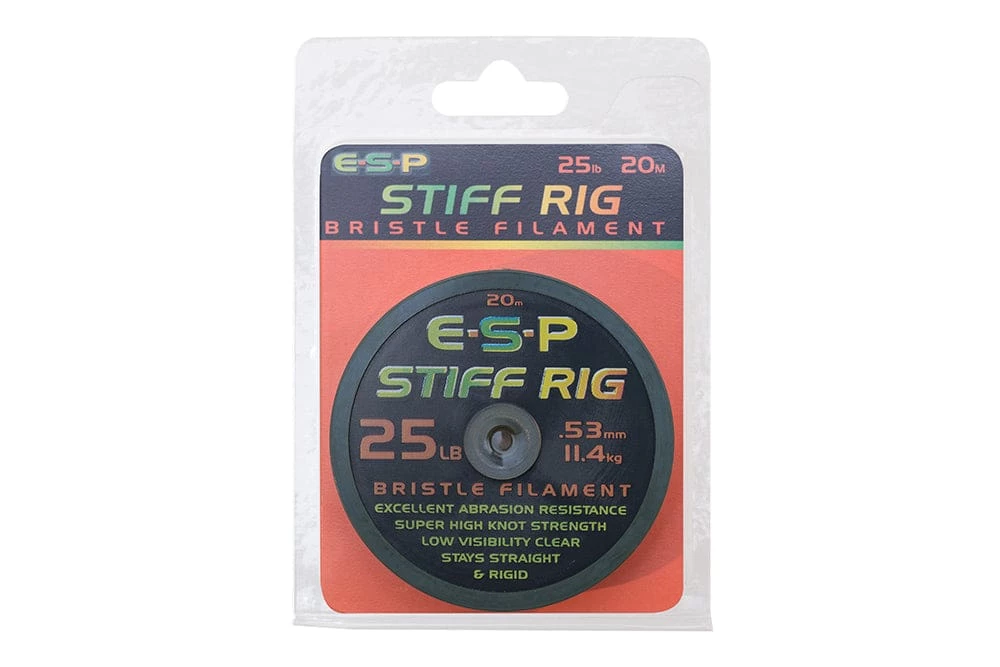 E-S-P 25lb 20M
STIFF RIG
BRISTLE FILAMENT
20m
E-S-P
STIFF RIG
25LB .53mm
11.4kg
BRISTLE FILAMENT
EXCELLENT ABRASION RESISTANCE
SUPER HIGH KNOT STRENGTH
LOW VISIBILITY CLEAR
STAYS STRAIGHT
& RIGID